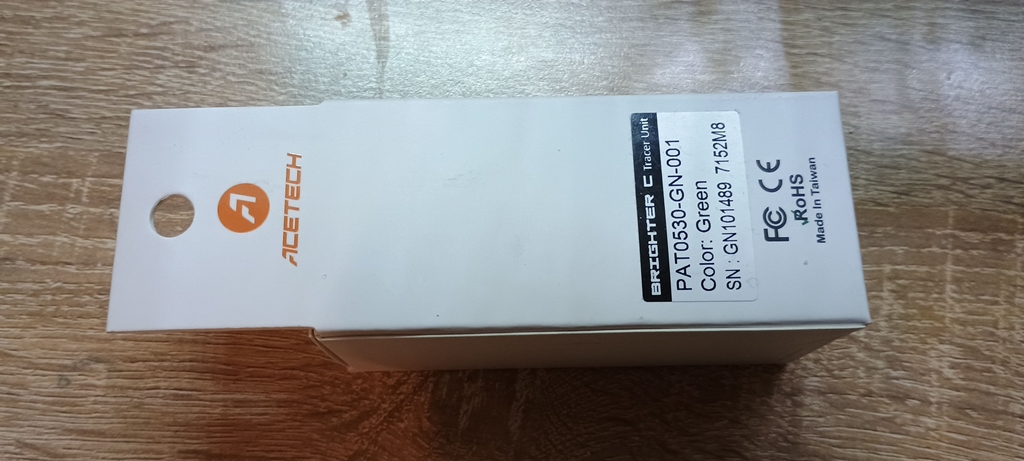 ACETECH
BRIGHTER C Tracer Unit
PAT0530-GN-001
Color: Green
SN : GN101489 7152M8
FC CE
RoHS
Made In Taiwan